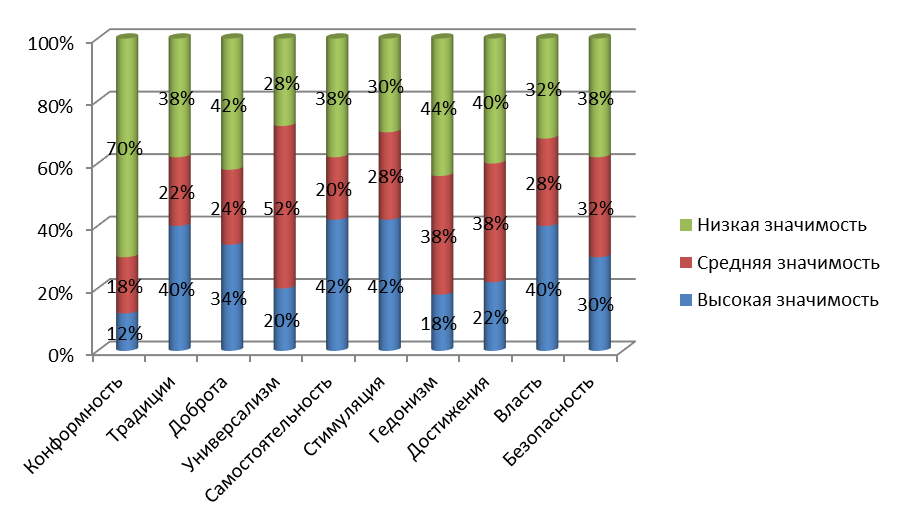 100%
80%
60%
40%
20%
0%
70%
18%
12%
38%
22%
40%
42%
24%
34%
28%
52%
20%
38%
20%
42%
30%
28%
42%
44%
38%
18%
40%
38%
22%
32%
28%
40%
38%
32%
30%
Конформность
Традиции
Доброта
Универсализм
Самостоятельность
Стимуляция
Гедонизм
Достижения
Власть
Безопасность
Низкая значимость
Средняя значимость
Высокая значимость